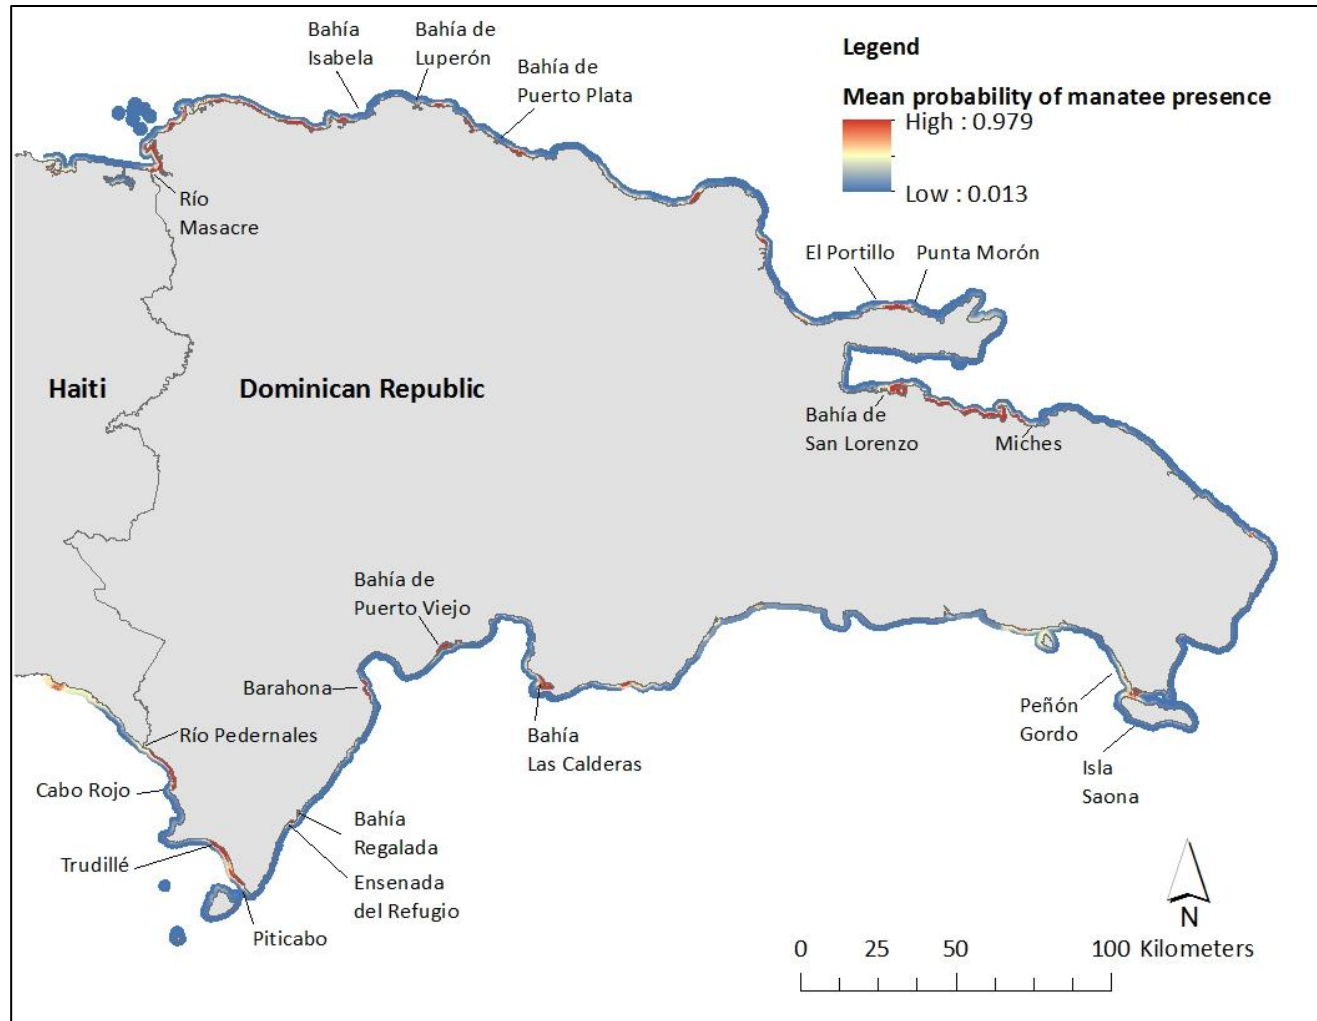 Bahía
Isabela
Bahía de
Luperón
Bahía de
Puerto Plata
Legend
Mean probability of manatee presence
High : 0.979
Low : 0.013
Río
Masacre
El Portillo
Punta Morón
Haiti
Dominican Republic
Bahía de
San Lorenzo
Miches
Bahía de
Puerto Viejo
Barahona
Río Pedernales
Cabo Rojo
Trudillé
Bahía
Las Calderas
Peñón
Gordo
Isla
Saona
Bahía
Regalada
Ensenada
del Refugio
Piticabo
N
0 25 50 100 Kilometers